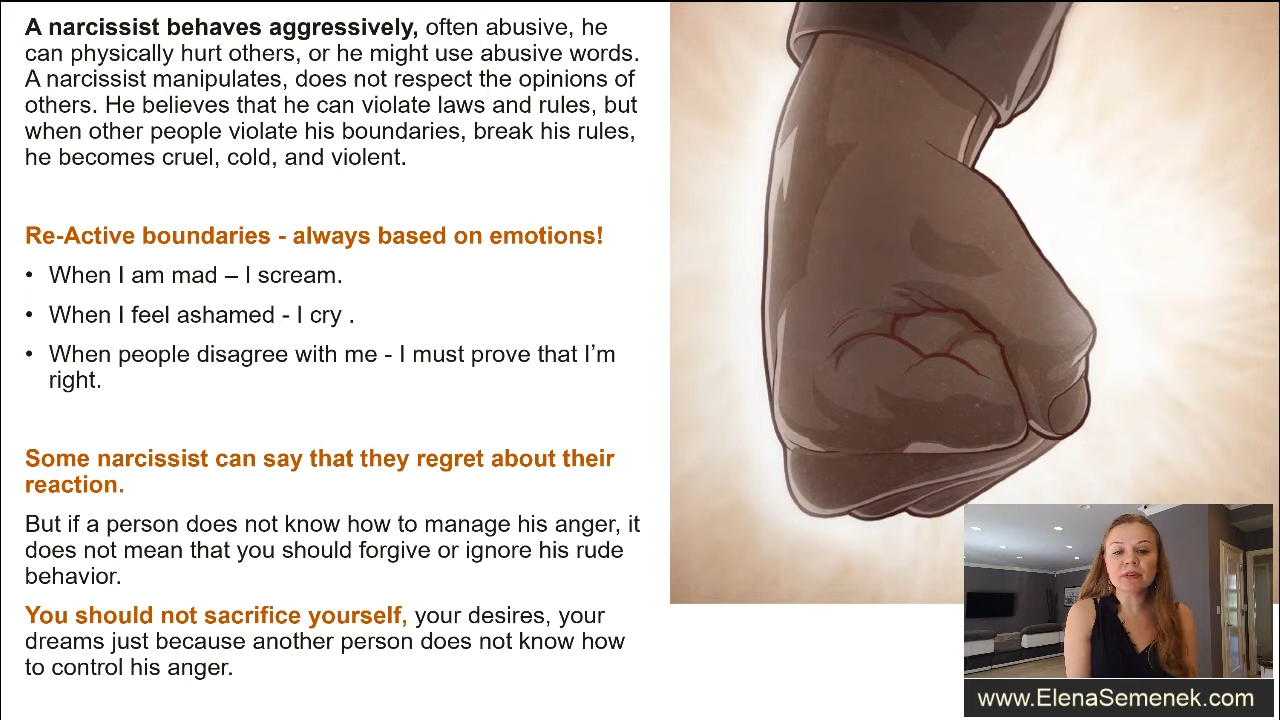 A narcissist behaves aggressively, often abusive, he
can physically hurt others, or he might use abusive words.
A narcissist manipulates, does not respect the opinions of
others. He believes that he can violate laws and rules, but
when other people violate his boundaries, break his rules,
he becomes cruel, cold, and violent.
Re-Active boundaries - always based on emotions!
• When I am mad – I scream.
• When I feel ashamed - I cry .
• When people disagree with me - I must prove that I’m
right.
Some narcissist can say that they regret about their
reaction.
But if a person does not know how to manage his anger, it
does not mean that you should forgive or ignore his rude
behavior.
You should not sacrifice yourself, your desires, your
dreams just because another person does not know how
to control his anger.
www.ElenaSemenek.com